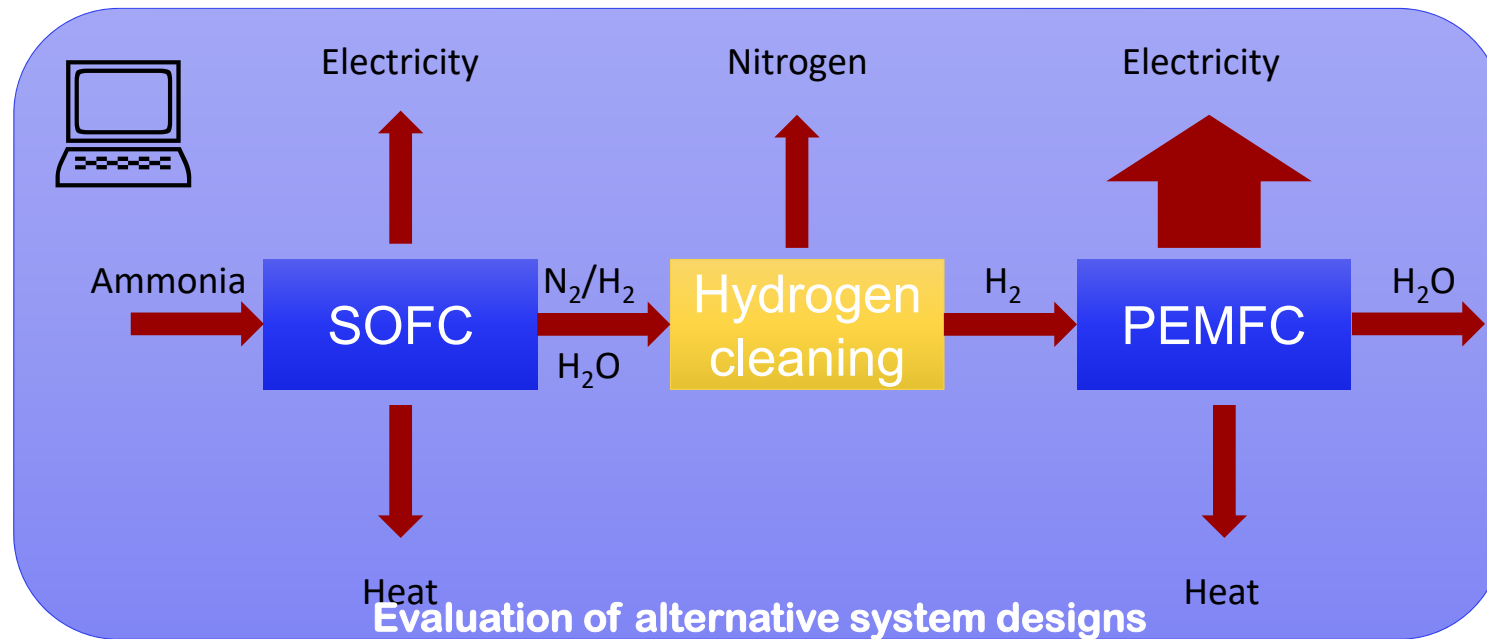 Electricity
Nitrogen
Electricity
Ammonia
SOFC
N₂/H₂
H₂O
Hydrogen
cleaning
H₂
PEMFC
H₂O
Heat
Heat
Evaluation of alternative system designs